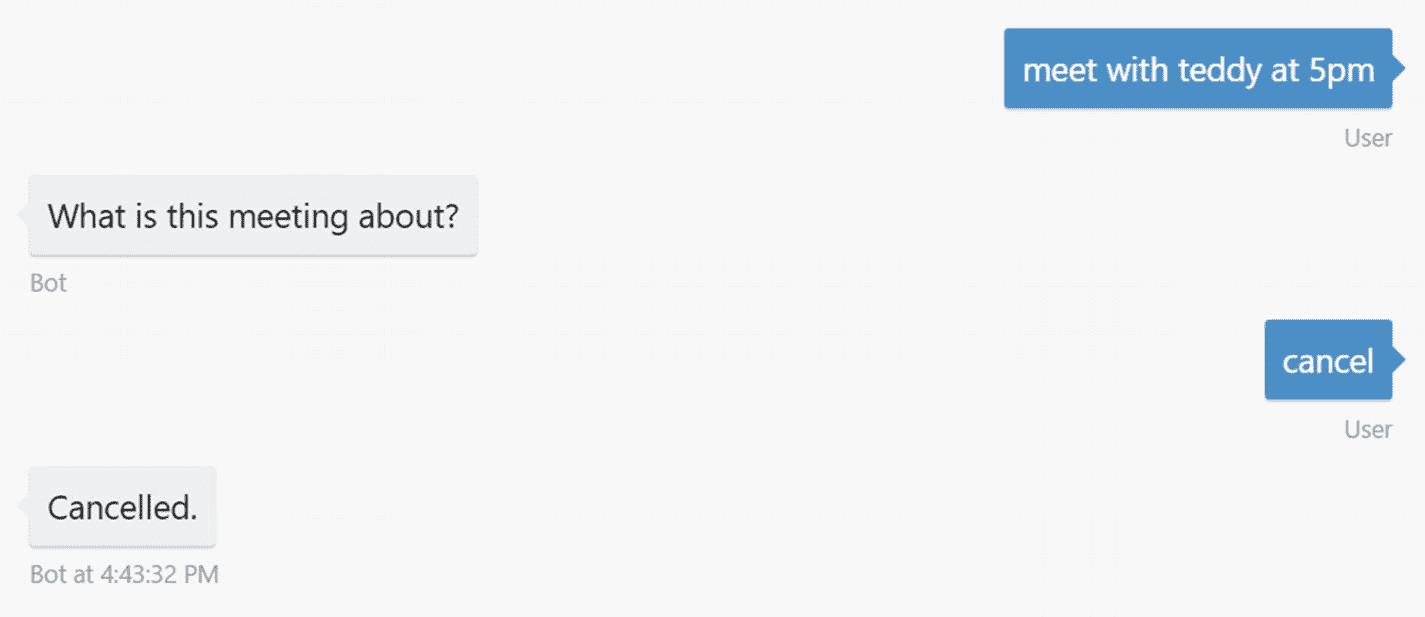 meet with teddy at 5pm
User
What is this meeting about?
Bot
cancel
User
Cancelled.
Bot at 4:43:32 PM